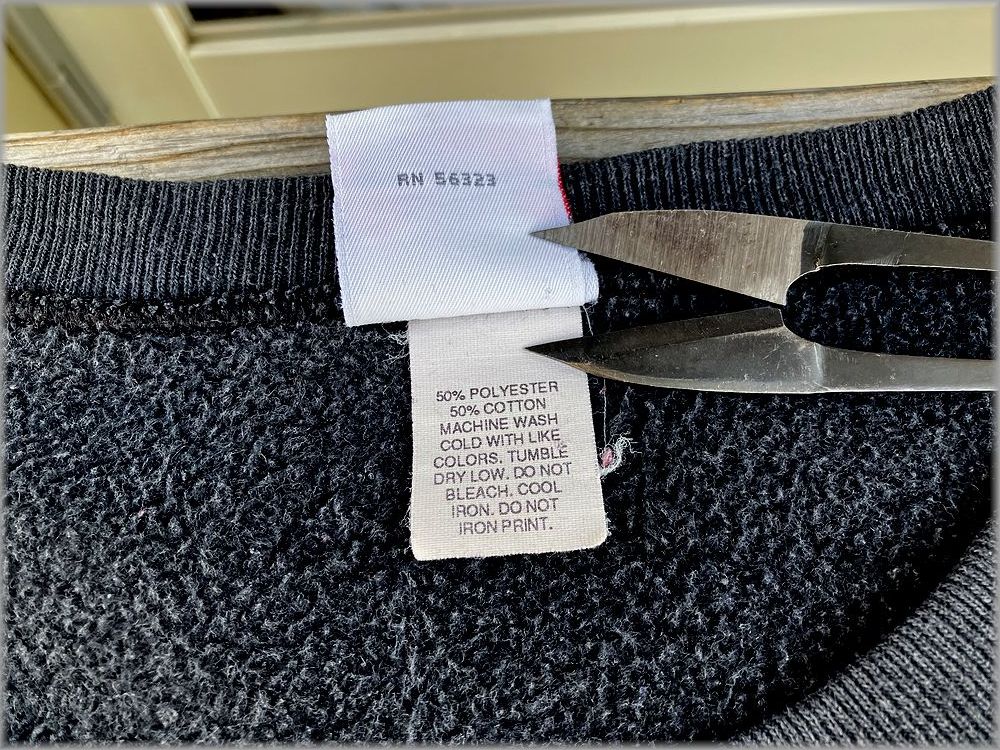 RN 56323
50% POLYESTER
50% COTTON
MACHINE WASH
COLD WITH LIKE
COLORS. TUMBLE
DRY LOW. DO NOT
BLEACH. COOL
IRON. DO NOT
IRON PRINT.